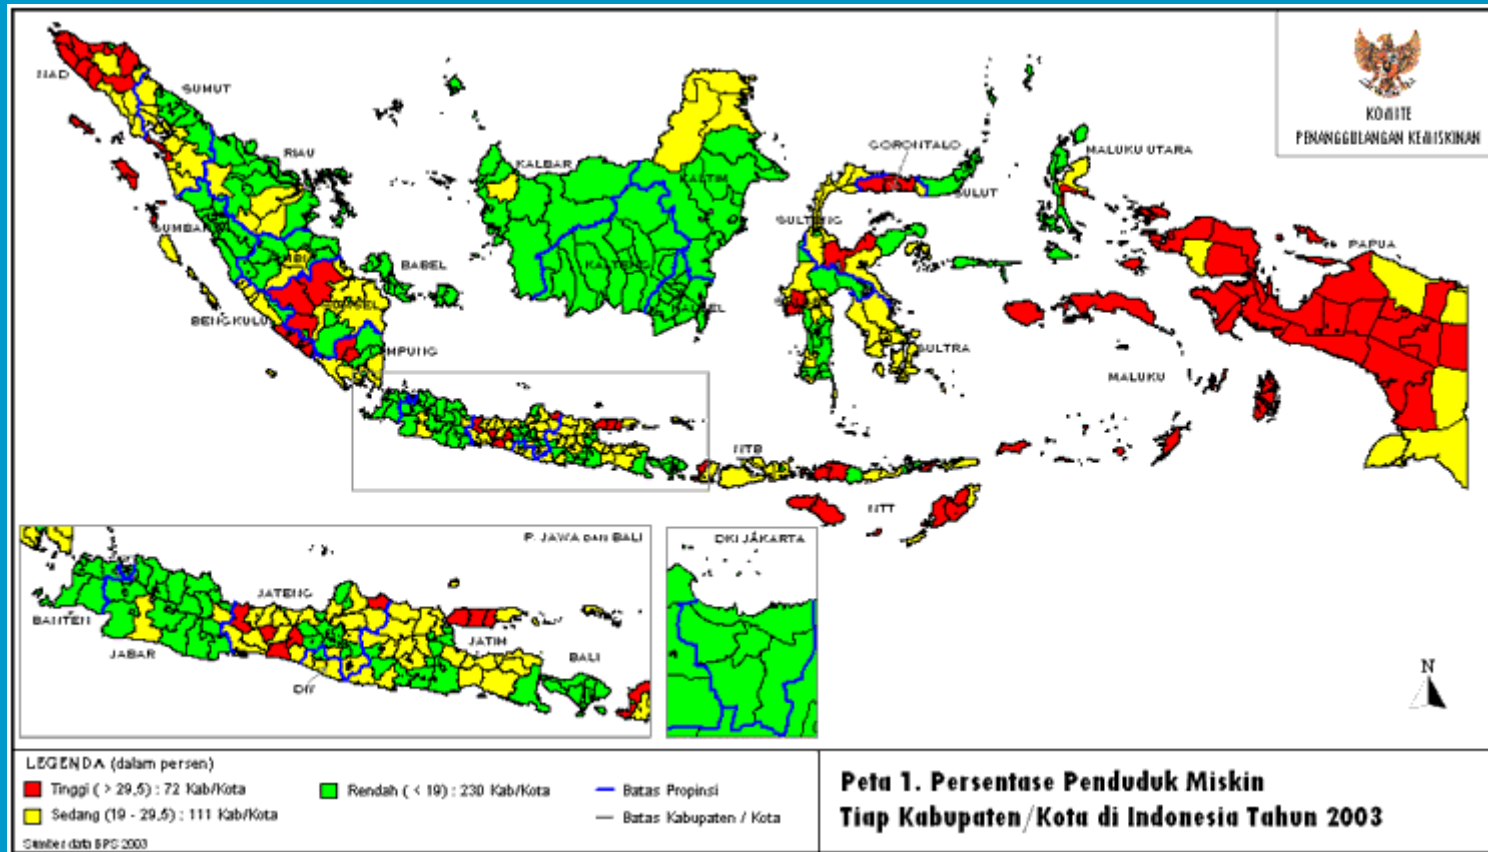 KOMITE
PENANGGULANGAN KEMISKINAN
NAD
SUMUT
RIAU
KALBAR
GORONTALO
MALUKU UTARA
KALTIM
SULUT
SULTENG
SUMBAR
PAPUA
BABEL
KALTENG
BENGKULU
SULTRA
MALUKU
NTB
NTT
P. JAWA DAN BALI
DKI JAKARTA
JATENG
BANTEN
JATIM
JABAR
BALI
DIY
N
LEGENDA (dalam persen)
Tinggi ( > 29,5) : 72 Kab/Kota
Rendah ( < 19) : 230 Kab/Kota
Batas Propinsi
Sedang (19 - 29,5) : 111 Kab/Kota
Batas Kabupaten / Kota
Sumber data BPS 2003
Peta 1. Persentase Penduduk Miskin
Tiap Kabupaten/Kota di Indonesia Tahun 2003